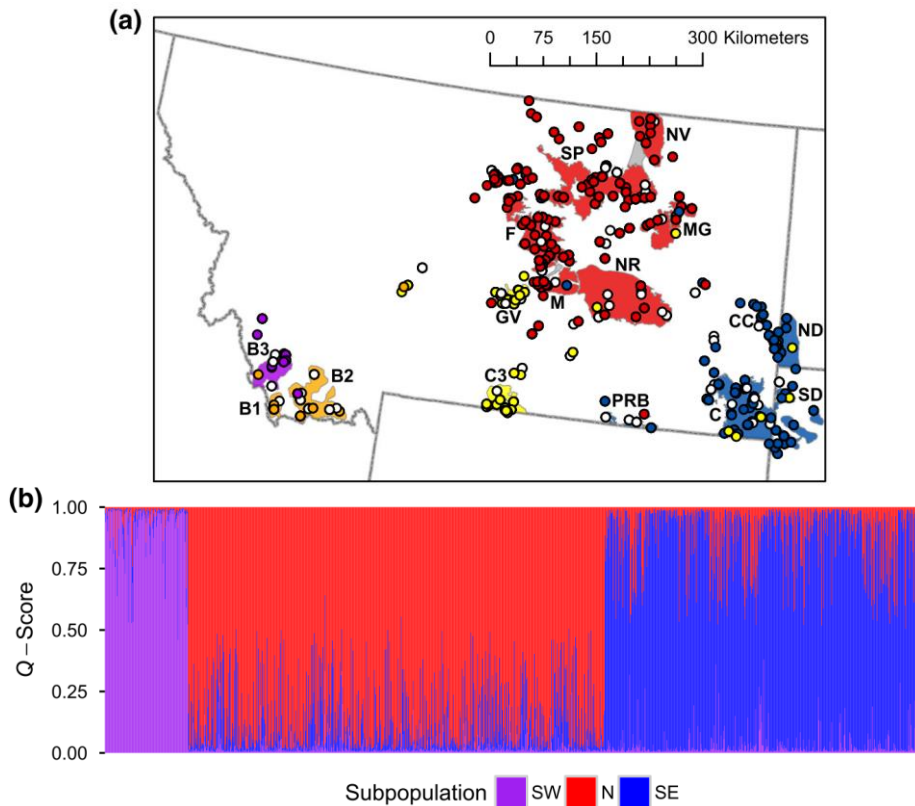 (a)
0 75 150 300 Kilometers
NV
SP
MG
F
NR
M
GV
CC
ND
B3
B2
C3
PRB
SD
B1
C
(b)
1.00
0.75
0.50
0.25
0.00
Q – Score
Subpopulation SW N SE